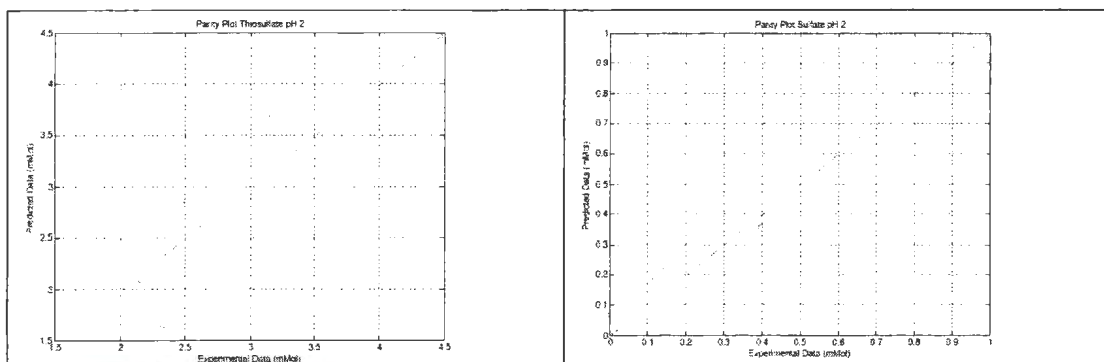 Parity Plot Thiosulfate pH 2
4.5
4
3.5
3
2.5
2
1.5
Predicted Data (mMol)
1.5 2 2.5 3 3.5 4 4.5
Experimental Data (mMol)
Parity Plot Sulfate pH 2
1
0.9
0.8
0.7
0.6
0.5
0.4
0.3
0.2
0.1
0
Predicted Data (mMol)
0 0.1 0.2 0.3 0.4 0.5 0.6 0.7 0.8 0.9 1
Experimental Data (mMol)